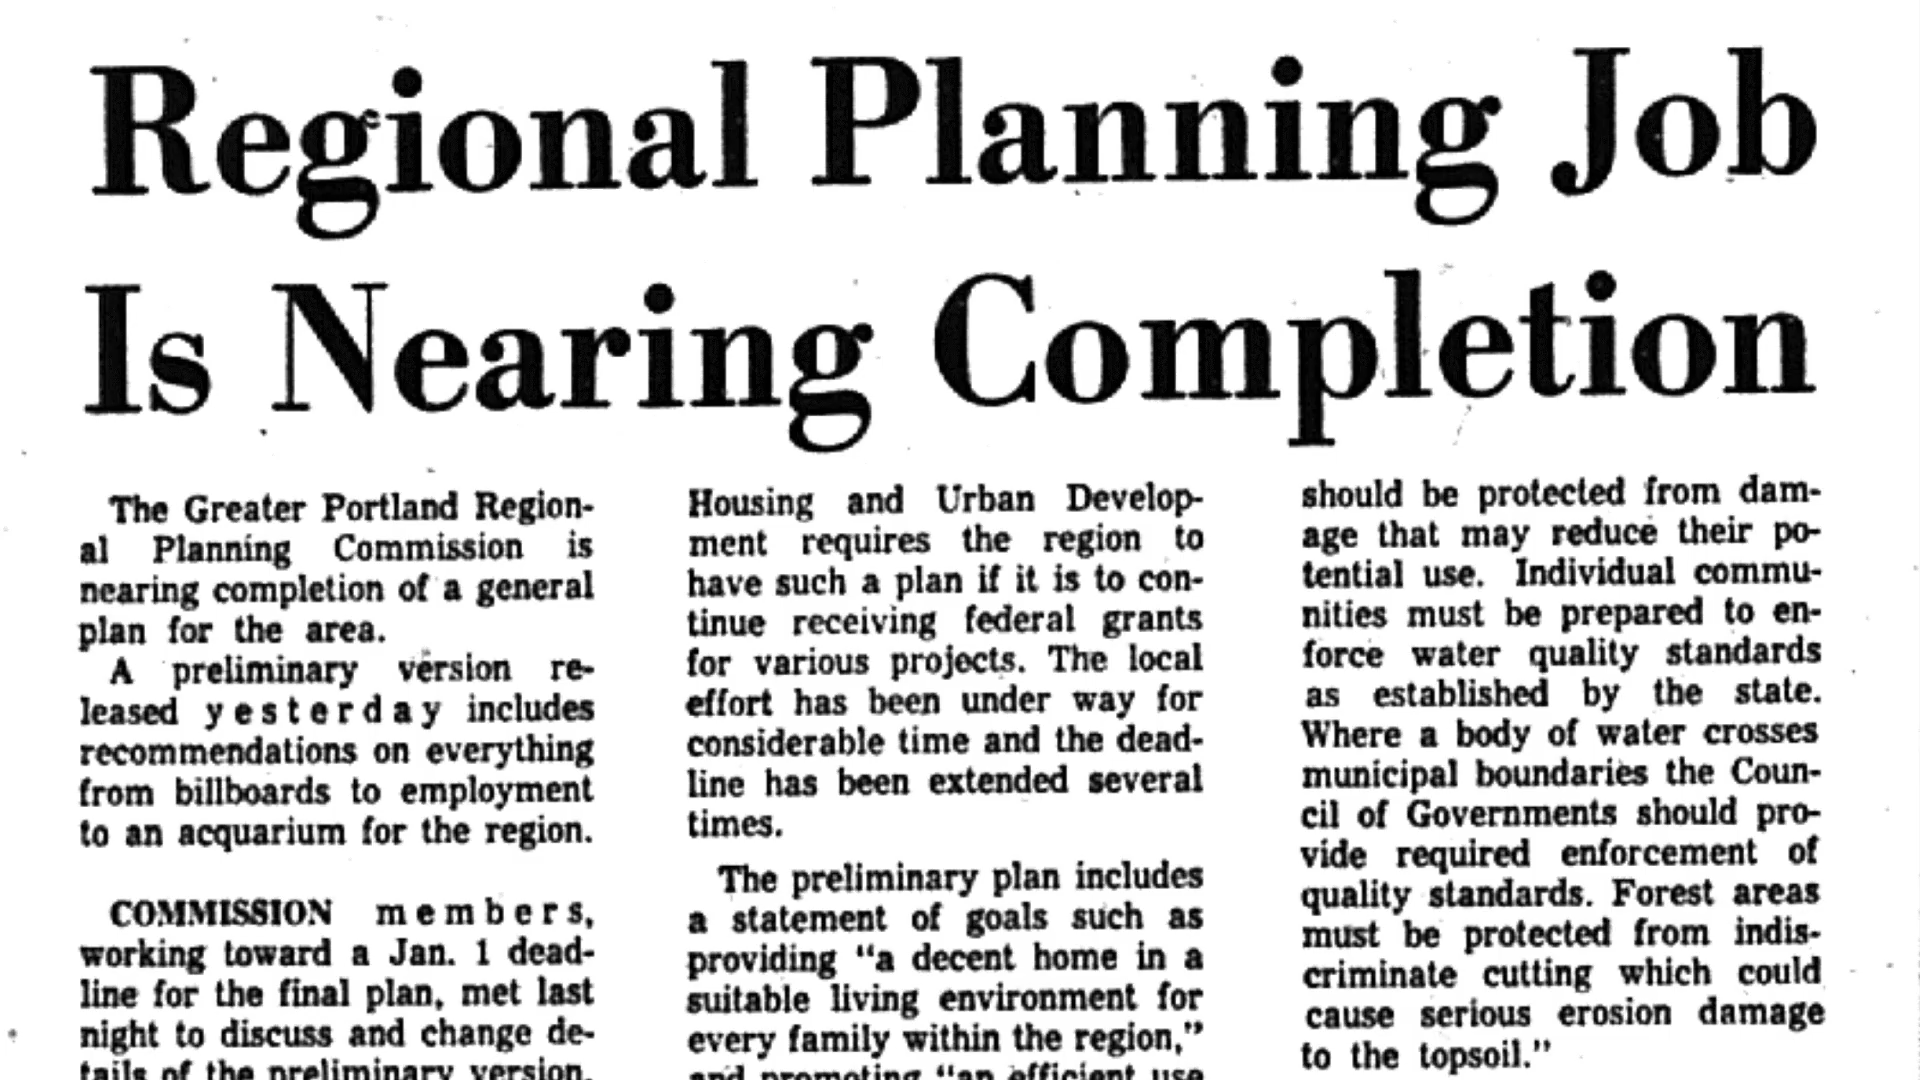 Regional Planning Job
Is Nearing Completion
The Greater Portland Region-
al Planning Commission is
nearing completion of a general
plan for the area.
A preliminary version re-
leased yesterday includes
recommendations on everything
from billboards to employment
to an acquarium for the region.
COMMISSION members,
working toward a Jan. 1 dead-
line for the final plan, met last
night to discuss and change de-
tails of the preliminary version.
Housing and Urban Develop-
ment requires the region to
have such a plan if it is to con-
tinue receiving federal grants
for various projects. The local
effort has been under way for
considerable time and the dead-
line has been extended several
times.
The preliminary plan includes
a statement of goals such as
providing "a decent home in a
suitable living environment for
every family within the region,"
and promoting "an efficient use
should be protected from dam-
age that may reduce their po-
tential use. Individual commu-
nities must be prepared to en-
force water quality standards
as established by the state.
Where a body of water crosses
municipal boundaries the Coun-
cil of Governments should pro-
vide required enforcement of
quality standards. Forest areas
must be protected from indis-
criminate cutting which could
cause serious erosion damage
to the topsoil."